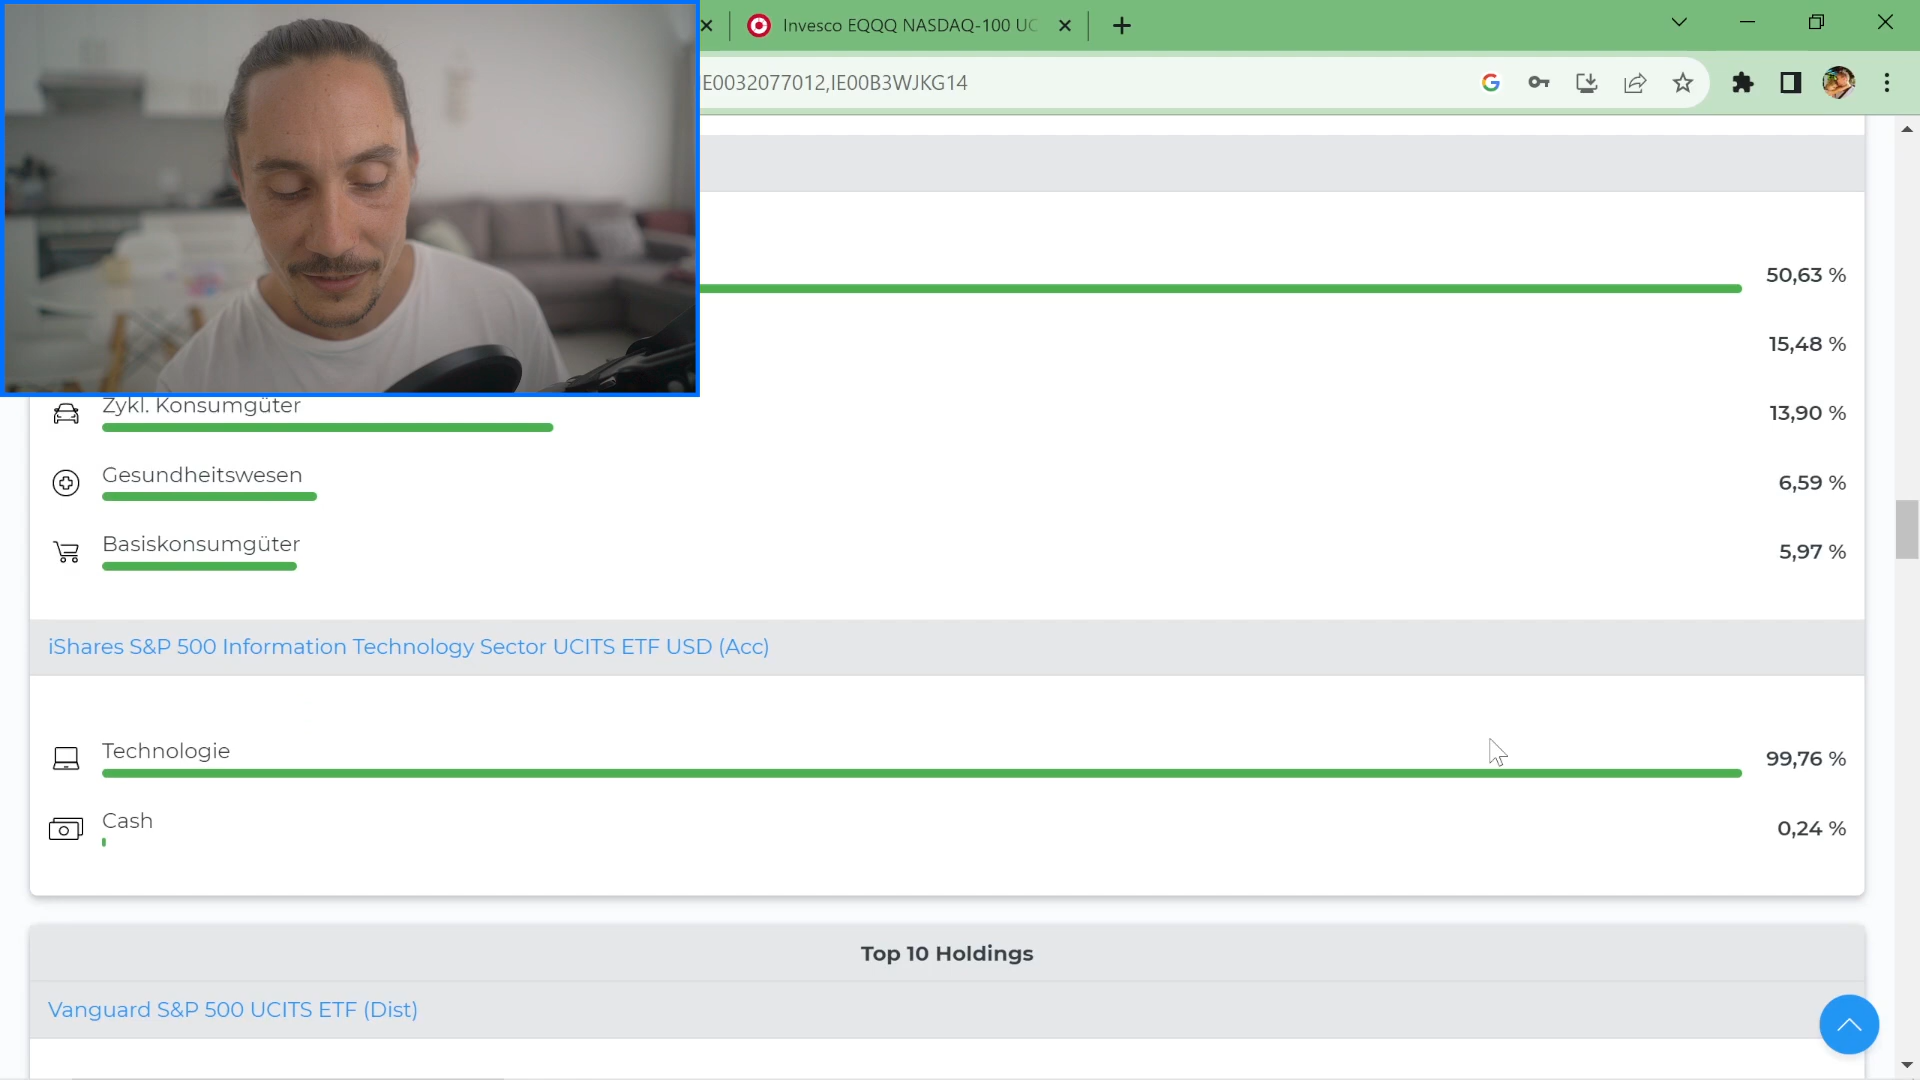 Invesco EQQQ NASDAQ-100 UC
E0032077012,IE00B3WJKG14
50,63 %
15,48 %
Zykl. Konsumgüter
13,90 %
Gesundheitswesen
6,59 %
Basiskonsumgüter
5,97 %
iShares S&P 500 Information Technology Sector UCITS ETF USD (Acc)
Technologie
99,76 %
Cash
0,24 %
Top 10 Holdings
Vanguard S&P 500 UCITS ETF (Dist)